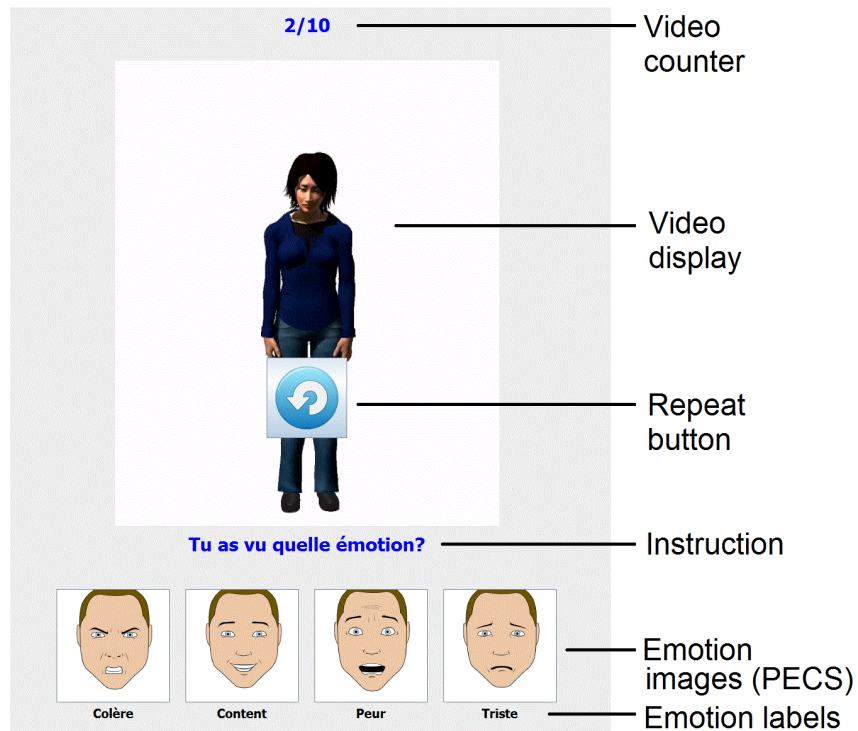 2/10
Video
counter
Video
display
Repeat
button
Tu as vu quelle émotion?
Instruction
Emotion
images (PECS)
Colère
Content
Peur
Triste
Emotion labels